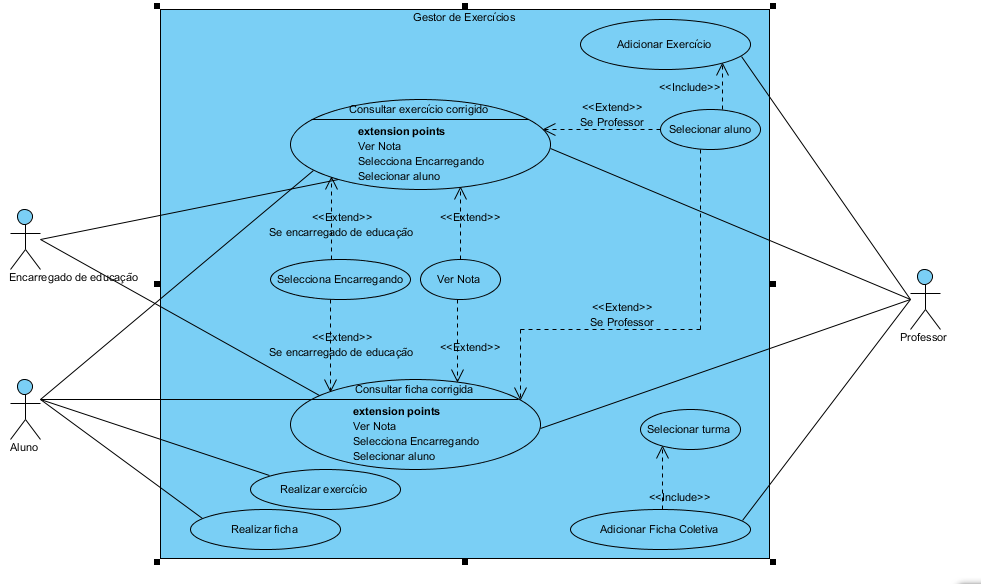 Gestor de Exercícios
Adicionar Exercício
<<Include>>
Consultar exercício corrigido
extension points
Ver Nota
Selecciona Encarregando
Selecionar aluno
<<Extend>>
Se Professor
Selecionar aluno
<<Extend>>
Se encarregado de educação
<<Extend>>
Encarregado de educação
Selecciona Encarregando
Ver Nota
<<Extend>>
Se Professor
Professor
<<Extend>>
Se encarregado de educação
<<Extend>>
Consultar ficha corrigida
extension points
Ver Nota
Selecciona Encarregando
Selecionar aluno
Aluno
Selecionar turma
Realizar exercício
<<Include>>
Realizar ficha
Adicionar Ficha Coletiva